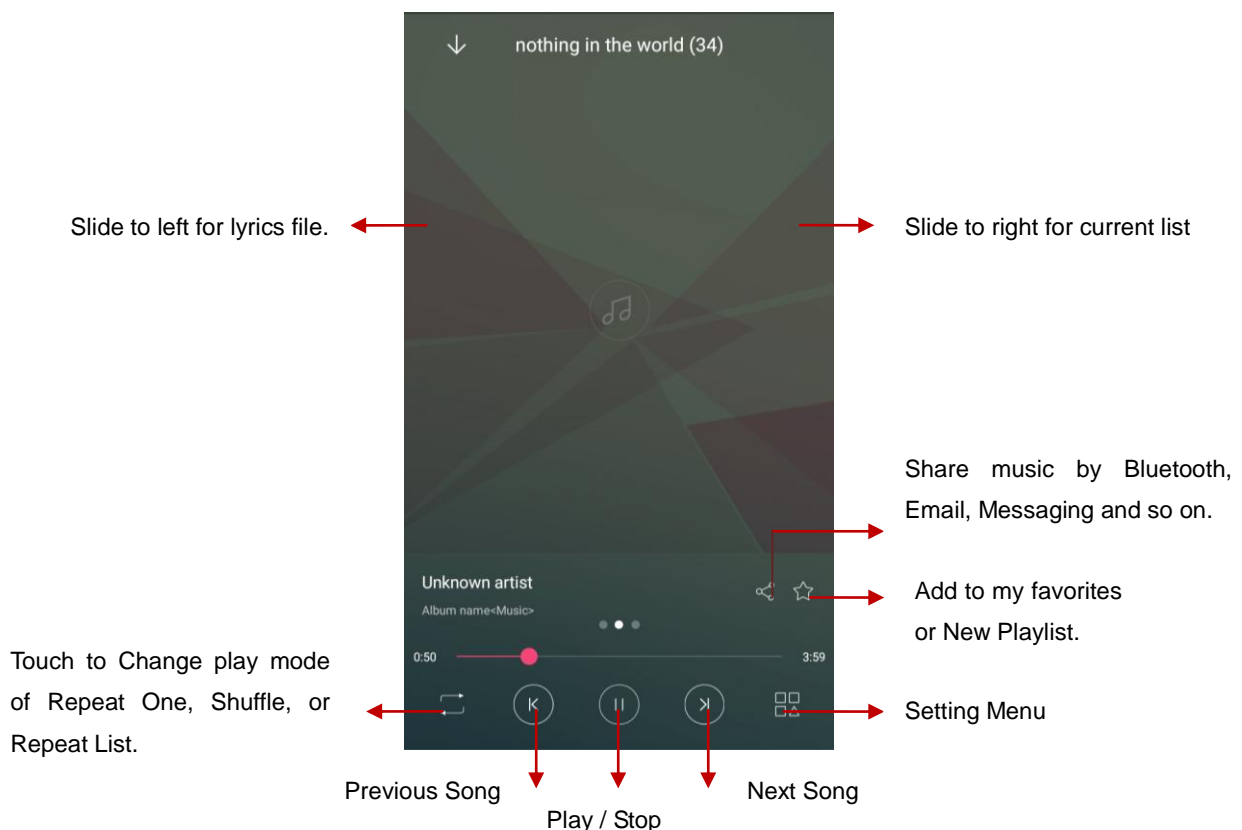 nothing in the world (34)
Slide to left for lyrics file.
Slide to right for current list
Share music by Bluetooth,
Email, Messaging and so on.
Unknown artist
Album name<Music>
Add to my favorites
or New Playlist.
0:50
3:59
Touch to Change play mode
of Repeat One, Shuffle, or
Repeat List.
Setting Menu
Previous Song
Next Song
Play / Stop